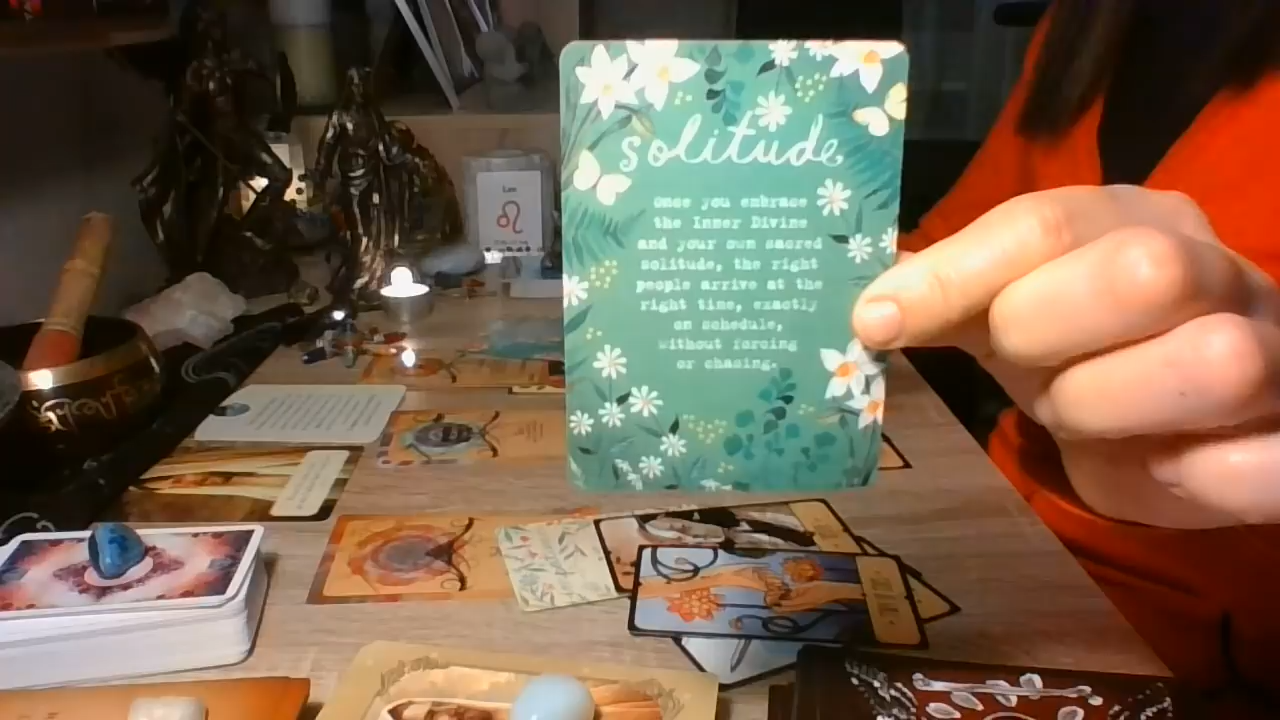 solitude
Once you embrace
the Inner Divine
and your own sacred
solitude, the right
people arrive at the
right time, exactly
on schedule,
without forcing
or chasing.
Leo